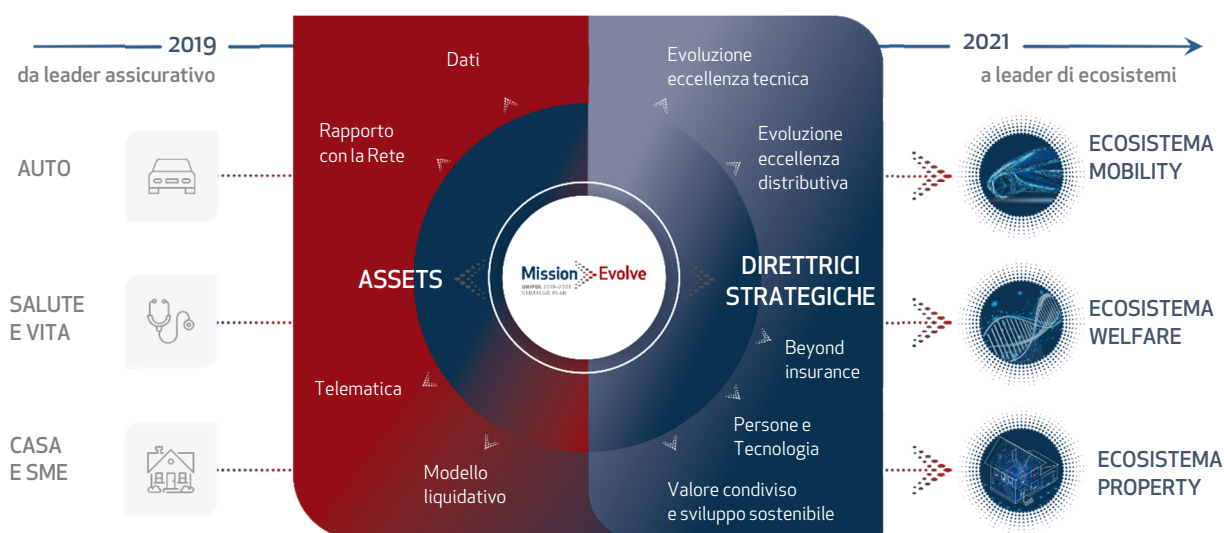 2019
da leader assicurativo
AUTO
SALUTE
E VITA
CASA
E SME
Dati
Rapporto
con la Rete
ASSETS
Telematica
Modello
liquidativo
Mission Evolve
UNIPOL 2019-2021
STRATEGIC PLAN
Evoluzione
eccellenza tecnica
Evoluzione
eccellenza
distributiva
DIRETTRICI
STRATEGICHE
Beyond
insurance
Persone e
Tecnologia
Valore condiviso
e sviluppo sostenibile
2021
a leader di ecosistemi
ECOSISTEMA
MOBILITY
ECOSISTEMA
WELFARE
ECOSISTEMA
PROPERTY